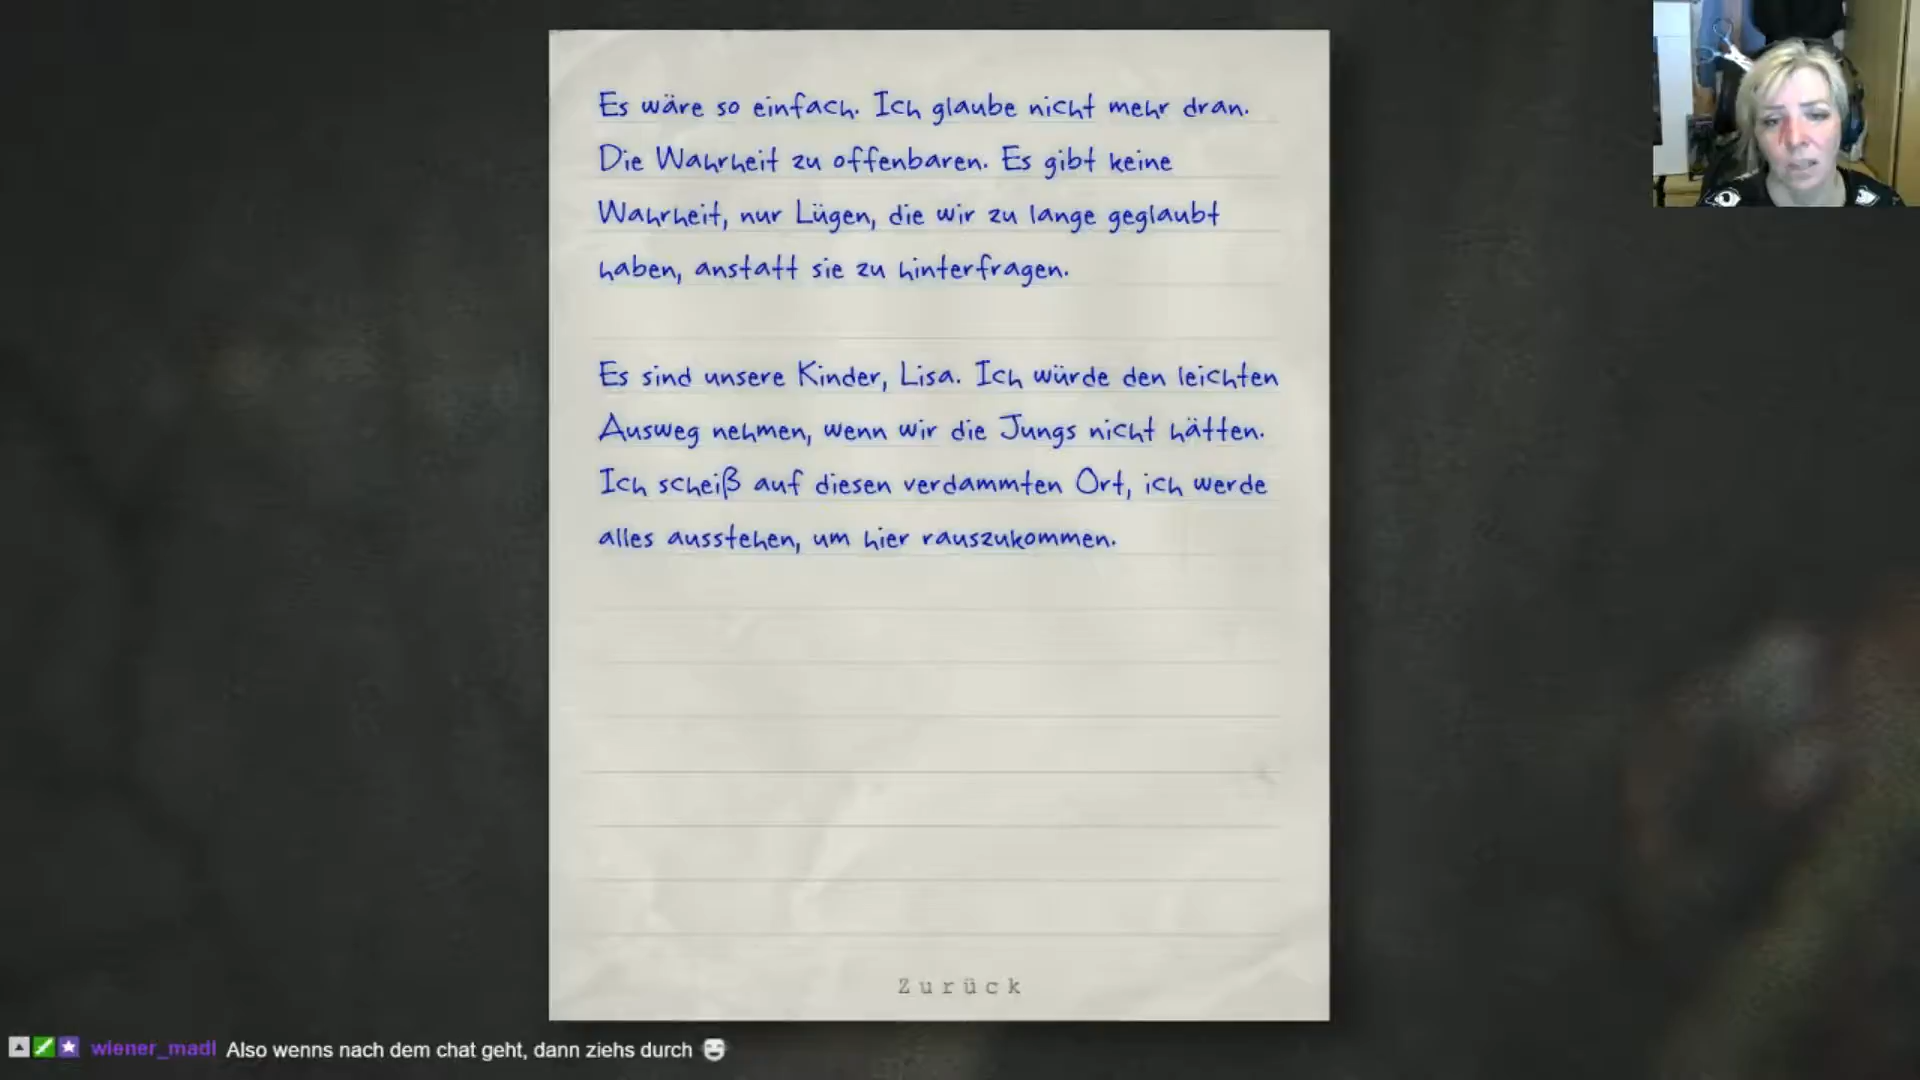 Es wäre so einfach. Ich glaube nicht mehr dran.
Die Wahrheit zu offenbaren. Es gibt keine
Wahrheit, nur Lügen, die wir zu lange geglaubt
haben, anstatt sie zu hinterfragen.
Es sind unsere Kinder, Lisa. Ich würde den leichten
Ausweg nehmen, wenn wir die Jungs nicht hätten.
Ich scheiß auf diesen verdammten Ort, ich werde
alles ausstehen, um hier rauszukommen.
Zurück
wiener_madl Also wenns nach dem chat geht, dann ziehs durch